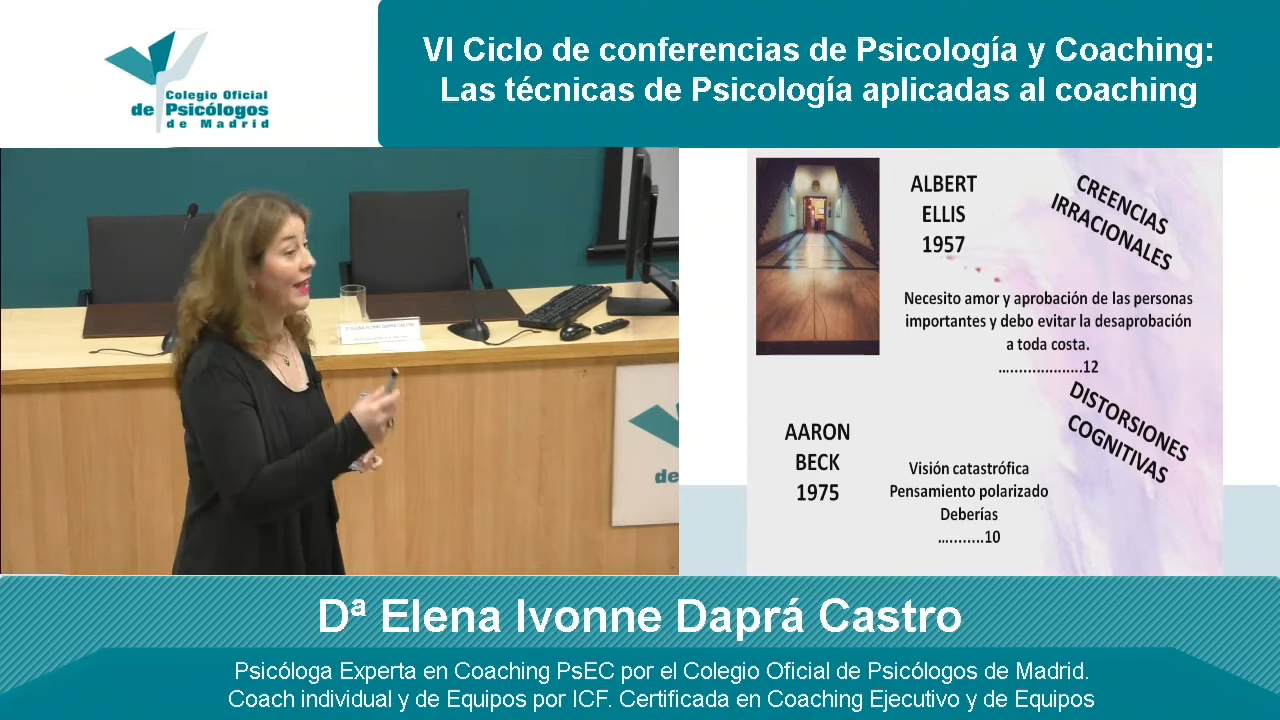 Colegio Oficial
de Psicólogos
de Madrid
VI Ciclo de conferencias de Psicología y Coaching:
Las técnicas de Psicología aplicadas al coaching
ALBERT
ELLIS
1957
CREENCIAS
IRRACIONALES
Necesito amor y aprobación de las personas
importantes y debo evitar la desaprobación
a toda costa.
....................12
DISTORSIONES
COGNITIVAS
AARON
BECK
1975
Visión catastrófica
Pensamiento polarizado
Deberías
...........10
de
Dª Elena Ivonne Daprá Castro
Psicóloga Experta en Coaching PsEC por el Colegio Oficial de Psicólogos de Madrid.
Coach individual y de Equipos por ICF. Certificada en Coaching Ejecutivo y de Equipos